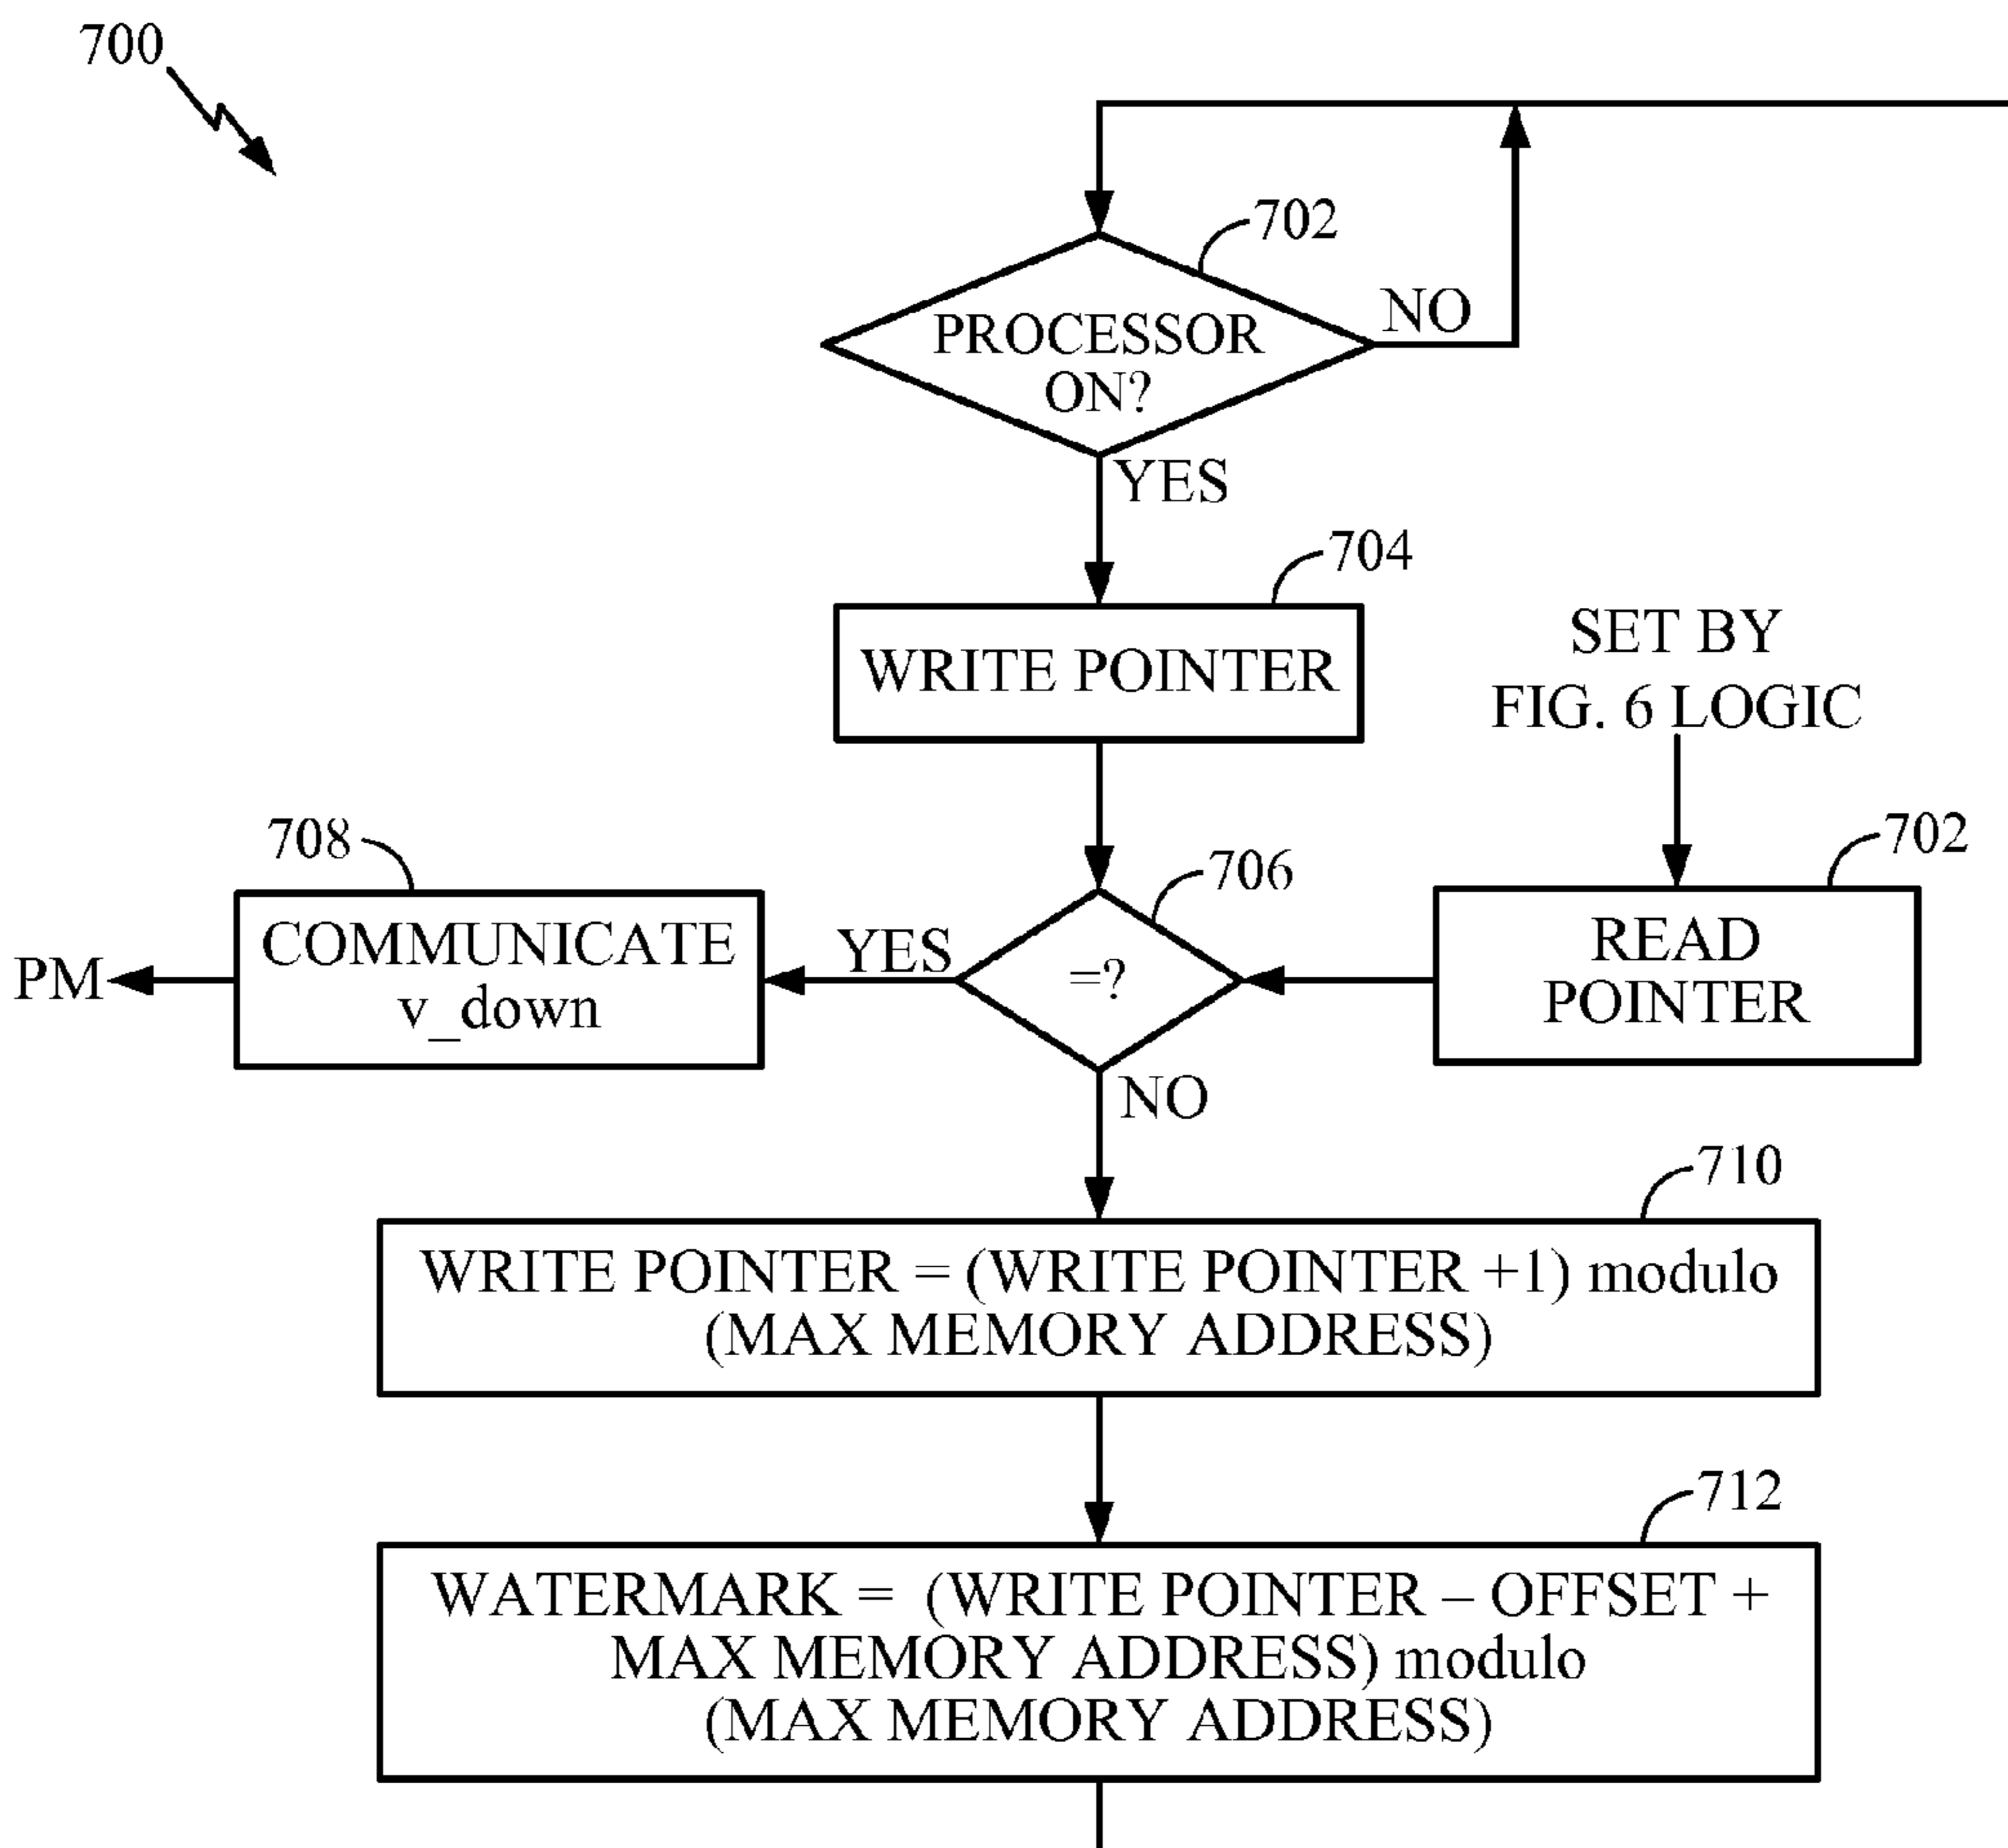 700
702
PROCESSOR
ON?
NO
YES
704
WRITE POINTER
SET BY
FIG. 6 LOGIC
708
706
702
COMMUNICATE
v_down
PM
YES
=?
READ
POINTER
NO
710
WRITE POINTER = (WRITE POINTER +1) modulo
(MAX MEMORY ADDRESS)
712
WATERMARK = (WRITE POINTER – OFFSET +
MAX MEMORY ADDRESS) modulo
(MAX MEMORY ADDRESS)